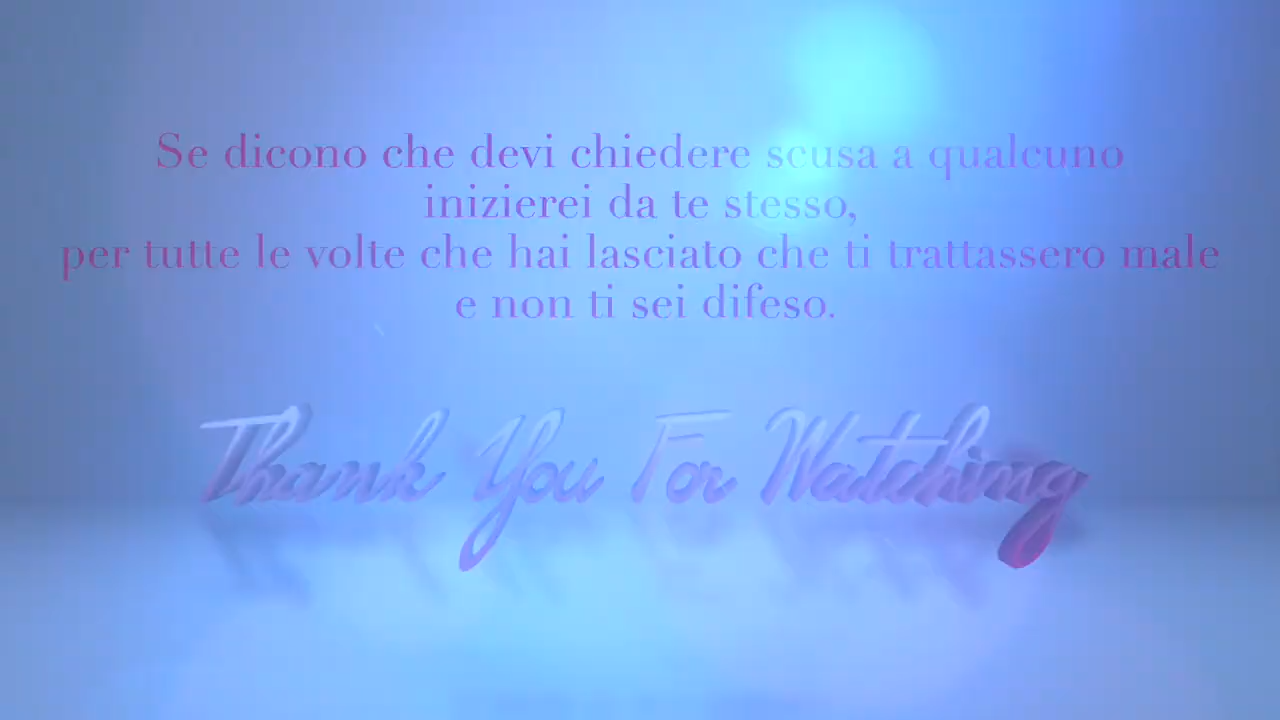 Se dicono che devi chiedere scusa a qualcuno
inizierei da te stesso,
per tutte le volte che hai lasciato che ti trattassero male
e non ti sei difeso.
Thank You For Watching